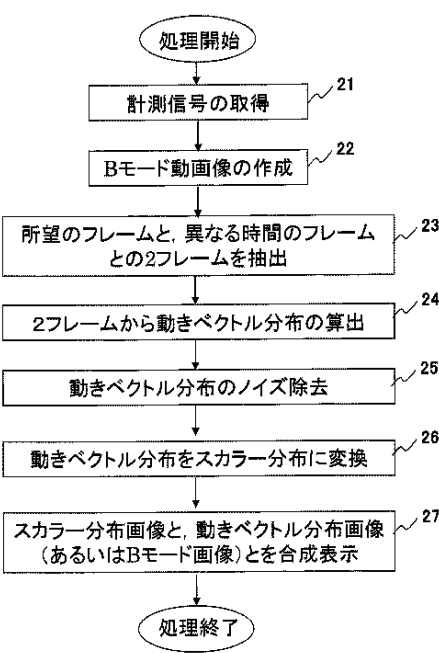 処理開始
計測信号の取得
21
Bモード動画像の作成
22
所望のフレームと,異なる時間のフレーム
との2フレームを抽出
23
2フレームから動きベクトル分布の算出
24
動きベクトル分布のノイズ除去
25
動きベクトル分布をスカラー分布に変換
26
スカラー分布画像と,動きベクトル分布画像
(あるいはBモード画像)とを合成表示
27
処理終了